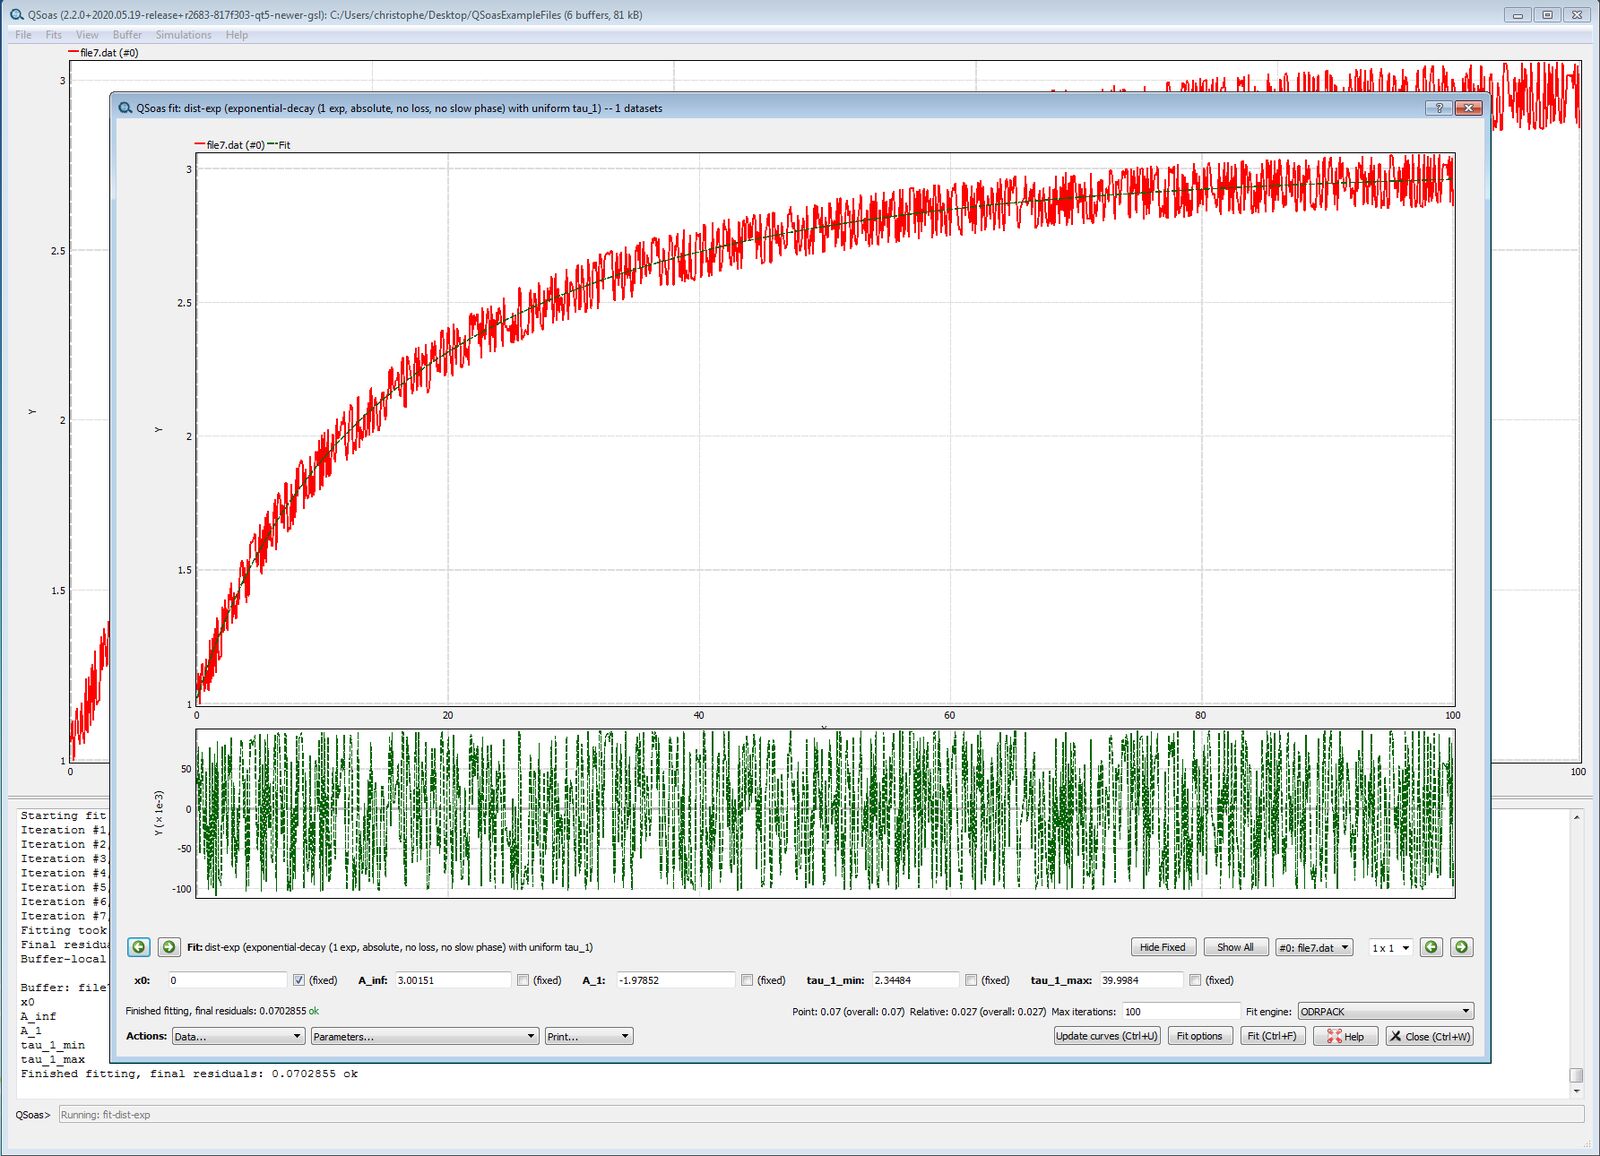 QSoas (2.2.0+2020.05.19-release+r2683-817f303-qt5-newer-gsl): C:/Users/christophe/Desktop/QSoasExampleFiles (6 buffers, 81 kB)
File Fits View Buffer Simulations Help
file7.dat (#0)
3
2.5
2
1.5
1
Y
0
100
QSoas fit: dist-exp (exponential-decay (1 exp, absolute, no loss, no slow phase) with uniform tau_1) -- 1 datasets
file7.dat (#0) Fit
3
2.5
2
1.5
1
Y
0 20 40 60 80 100
50
0
-50
-100
Y (×1e-3)
Fit: dist-exp (exponential-decay (1 exp, absolute, no loss, no slow phase) with uniform tau_1)
Hide Fixed Show All #0: file7.dat 1 x 1
x0: 0 (fixed) A_inf: 3.00151 (fixed) A_1: -1.97852 (fixed) tau_1_min: 2.34484 (fixed) tau_1_max: 39.9984 (fixed)
Finished fitting, final residuals: 0.0702855 ok
Point: 0.07 (overall: 0.07) Relative: 0.027 (overall: 0.027) Max iterations: 100 Fit engine: ODRPACK
Actions: Data... Parameters... Print...
Update curves (Ctrl+U) Fit options Fit (Ctrl+F) Help Close (Ctrl+W)
Starting fit
Iteration #1,
Iteration #2,
Iteration #3,
Iteration #4,
Iteration #5,
Iteration #6,
Iteration #7,
Fitting took
Final residua
Buffer-local
Buffer: file7
x0
A_inf
A_1
tau_1_min
tau_1_max
Finished fitting, final residuals: 0.0702855 ok
QSoas> Running: fit-dist-exp